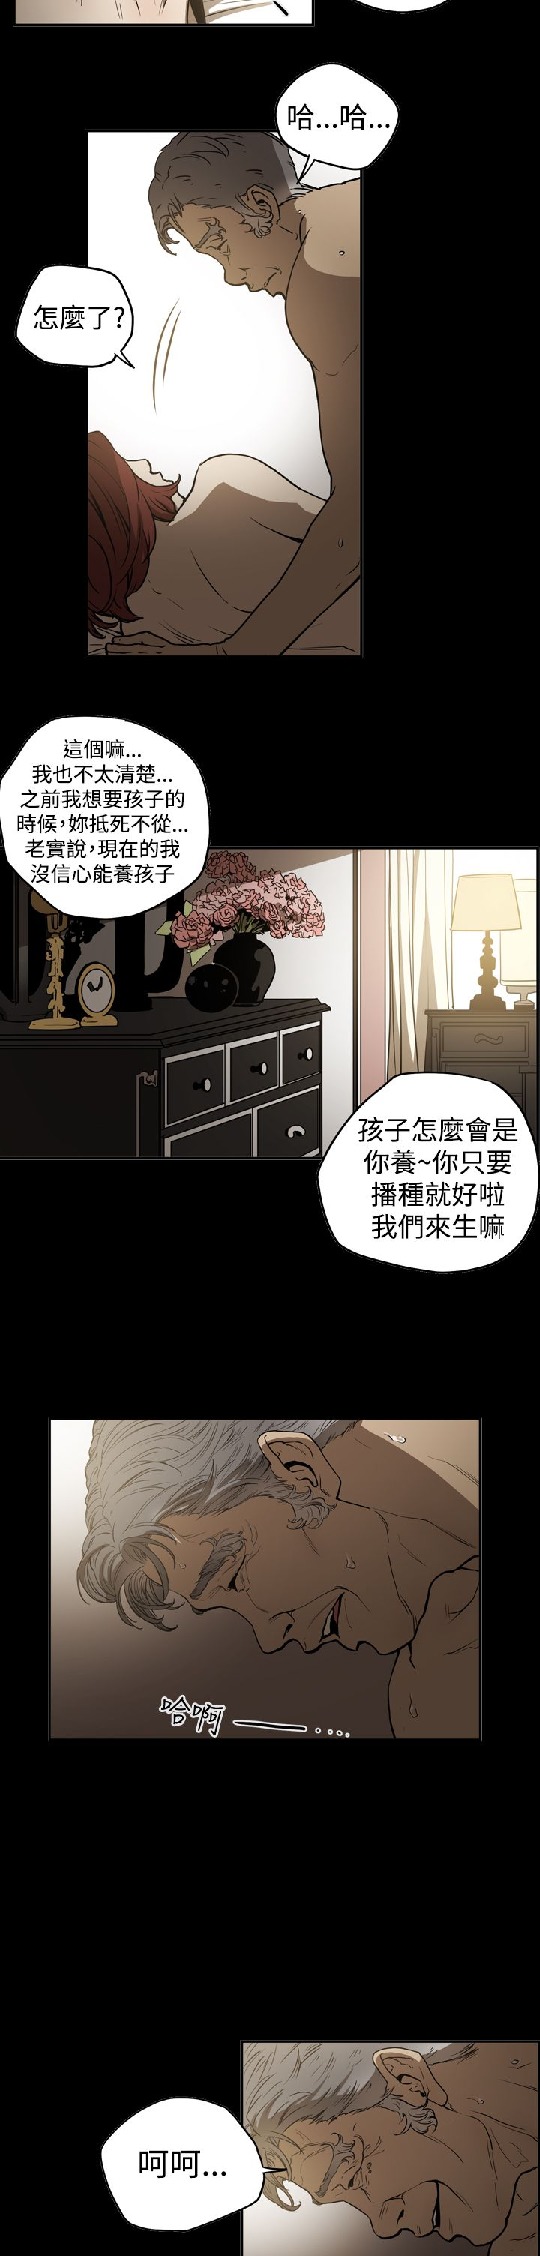 哈...哈...
怎麼了?
這個嘛...
我也不太清楚...
之前我想要孩子的
時候,妳抵死不從...
老實說,現在的我
沒信心能養孩子
孩子怎麼會是
你養~你只要
播種就好啦
我們來生嘛
哈啊——...
呵呵...